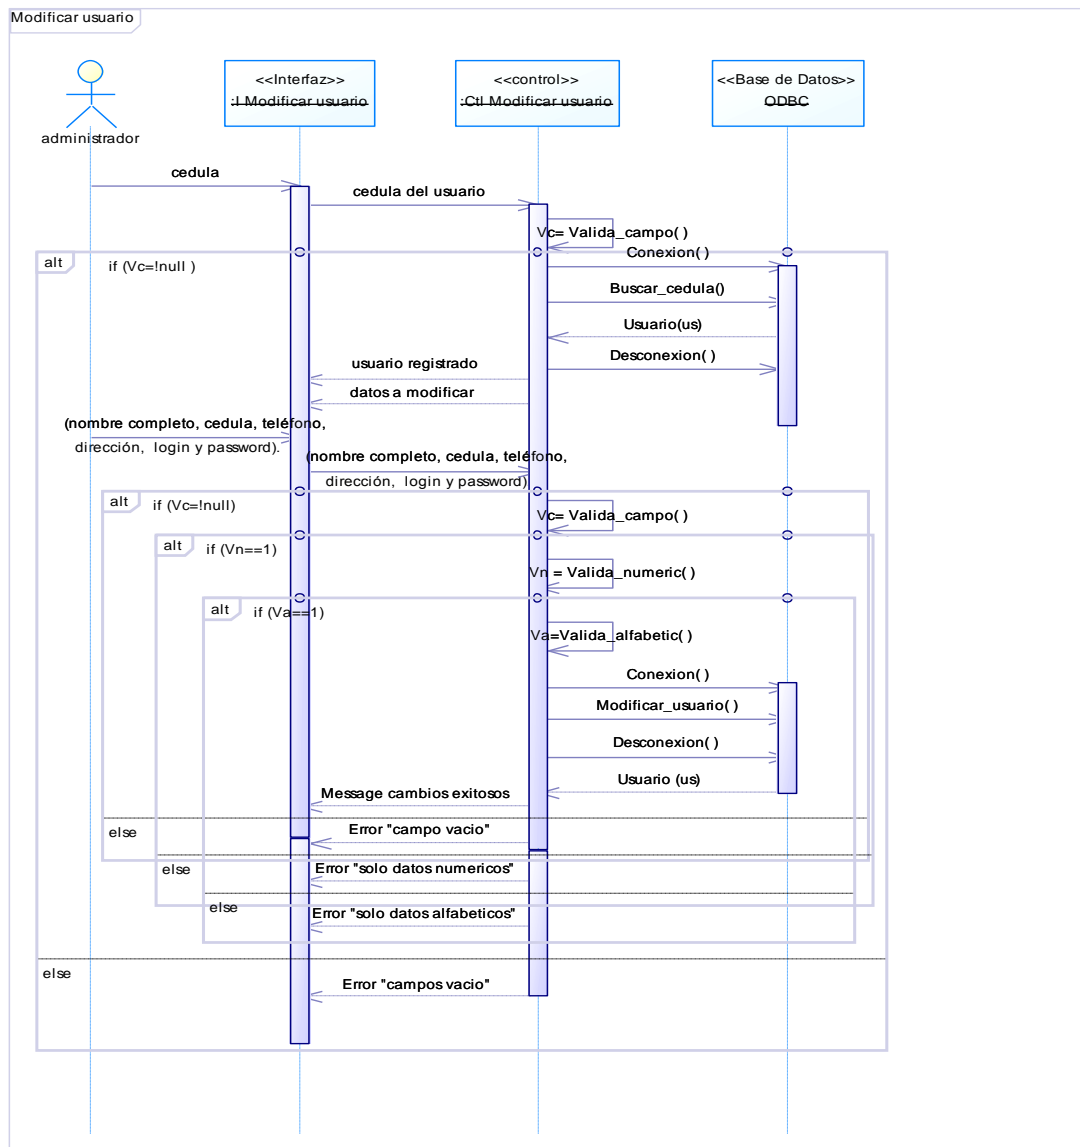 Modificar usuario
<<Interfaz>>
:I Modificar usuario
<<control>>
:Ctl Modificar usuario
<<Base de Datos>>
ODBC
administrador
cedula
cedula del usuario
Vc= Valida_campo( )
alt
if (Vc=!null )
Conexion( )
Buscar_cedula()
Usuario(us)
Desconexion( )
usuario registrado
datos a modificar
(nombre completo, cedula, teléfono,
dirección, login y password).
(nombre completo, cedula, teléfono,
dirección, login y password)
alt
if (Vc=!null)
Vc= Valida_campo( )
alt
if (Vn==1)
Vn = Valida_numeric( )
alt
if (Va==1)
Va=Valida_alfabetic( )
Conexion( )
Modificar_usuario( )
Desconexion( )
Usuario (us)
Message cambios exitosos
else
Error "campo vacio"
else
Error "solo datos numericos"
else
Error "solo datos alfabeticos"
else
Error "campos vacio"